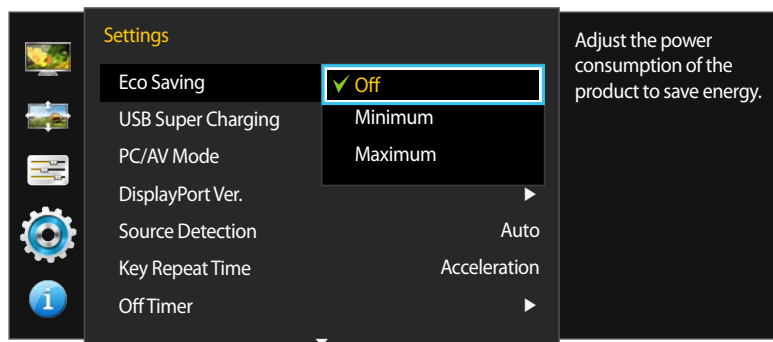 Settings
Eco Saving
Off
USB Super Charging
Minimum
PC/AV Mode
Maximum
DisplayPort Ver.
Source Detection Auto
Key Repeat Time Acceleration
Off Timer
Adjust the power
consumption of the
product to save energy.